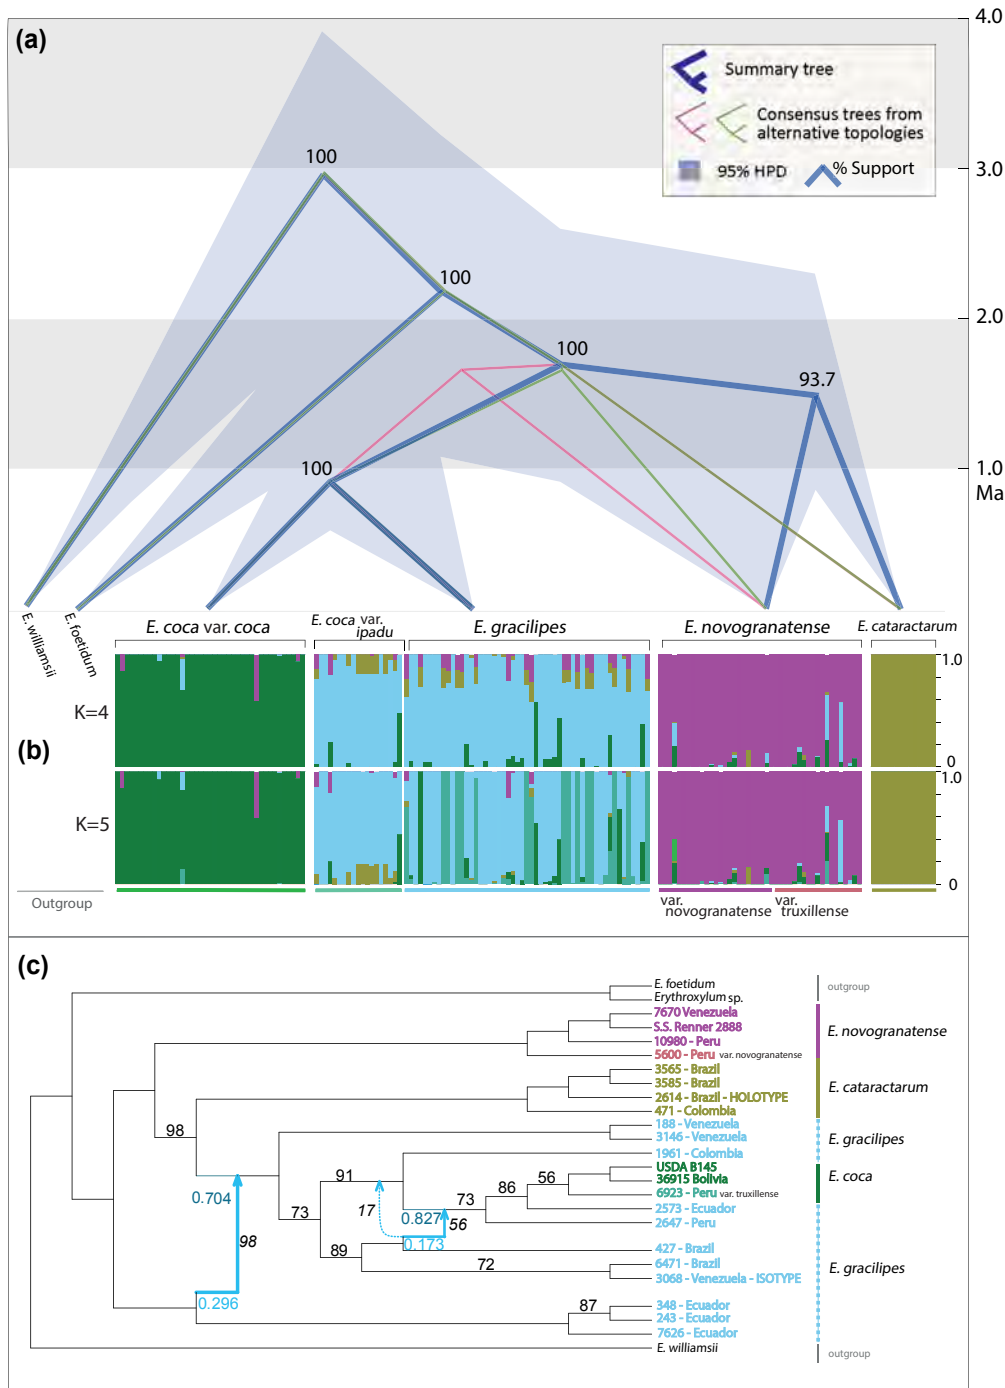 (a)
4.0
Summary tree
Consensus trees from
alternative topologies
95% HPD
% Support
3.0
100
100
2.0
100
93.7
100
1.0
Ma
E. williamsii
E. foetidum
E. coca var. coca
E. coca var.
ipadu
E. gracilipes
E. novogranatense
E. cataractarum
K=4
1.0
0
(b)
K=5
1.0
0
Outgroup
var.
novogranatense
var.
truxillense
(c)
E. foetidum
Erythroxylum sp.
outgroup
7670 Venezuela
S.S. Renner 2888
10980 - Peru
5600 - Peru var. novogranatense
E. novogranatense
3565 - Brazil
3585 - Brazil
2614 - Brazil - HOLOTYPE
471 - Colombia
E. cataractarum
188 - Venezuela
3146 - Venezuela
1961 - Colombia
E. gracilipes
USDA B145
36915 Bolivia
6923 - Peru var. truxillense
E. coca
2573 - Ecuador
2647 - Peru
427 - Brazil
6471 - Brazil
3068 - Venezuela - ISOTYPE
E. gracilipes
348 - Ecuador
243 - Ecuador
7626 - Ecuador
E. williamsii
outgroup
98
0.704
91
56
86
73
17
0.827
56
73
0.173
98
89
72
0.296
87